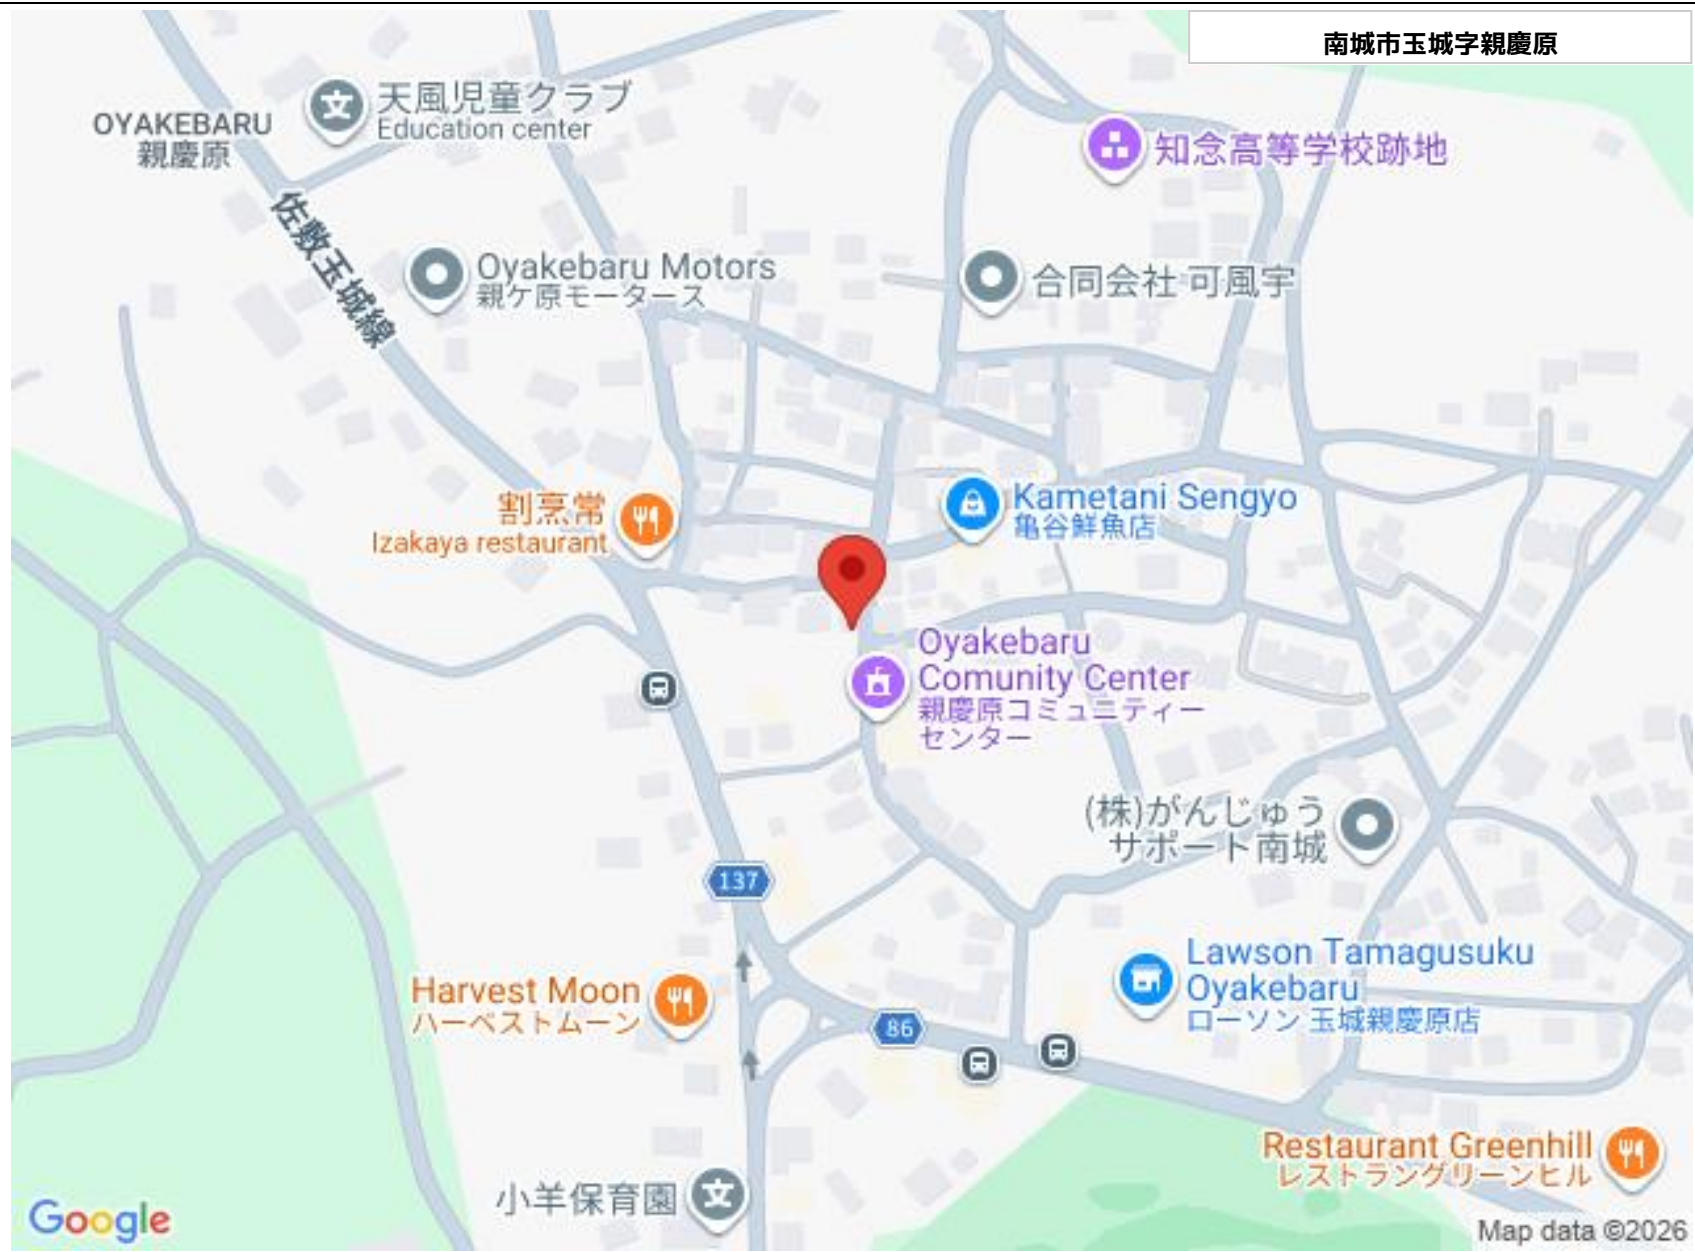 南城市玉城字親慶原
天風児童クラブ
Education center
OYAKEBARU
親慶原
知念高等学校跡地
佐敷玉城線
Oyakebaru Motors
親ケ原モータース
合同会社 可風宇
割烹常
Izakaya restaurant
Kametani Sengyo
亀谷鮮魚店
Oyakebaru
Comunity Center
親慶原コミュニティー
センター
(株)がんじゅう
サポート南城
137
Harvest Moon
ハーベストムーン
86
Lawson Tamagusuku
Oyakebaru
ローソン 玉城親慶原店
Restaurant Greenhill
レストラングリーンヒル
小羊保育園
Google
Map data ©2026